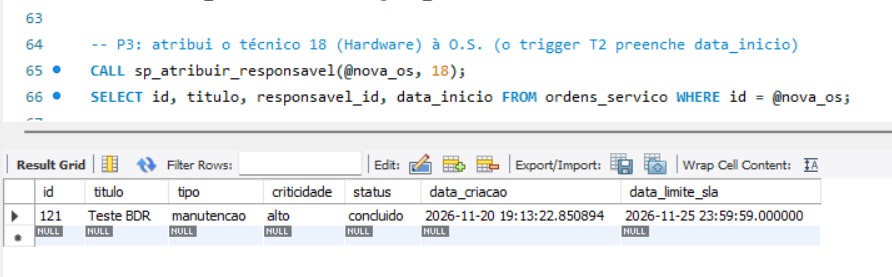 63
64 -- P3: atribui o técnico 18 (Hardware) à O.S. (o trigger T2 preenche data_inicio)
65 CALL sp_atribuir_responsavel(@nova_os, 18);
66 SELECT id, titulo, responsavel_id, data_inicio FROM ordens_servico WHERE id = @nova_os;
Result Grid Filter Rows: Edit: Export/Import: Wrap Cell Content: IA
id titulo tipo criticidade status data_criacao data_limite_sla
121 Teste BDR manutencao alto concluido 2026-11-20 19:13:22.850894 2026-11-25 23:59:59.000000
NULL NULL NULL NULL NULL NULL NULL